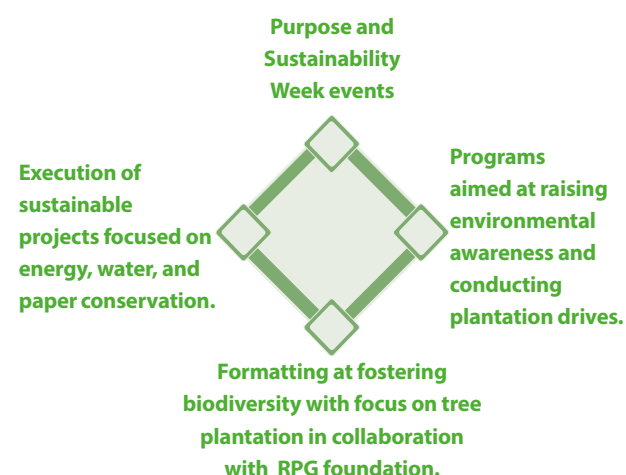 Purpose and
Sustainability
Week events
Execution of
sustainable
projects focused on
energy, water, and
paper conservation.
Programs
aimed at raising
environmental
awareness and
conducting
plantation drives.
Formatting at fostering
biodiversity with focus on tree
plantation in collaboration
with RPG foundation.